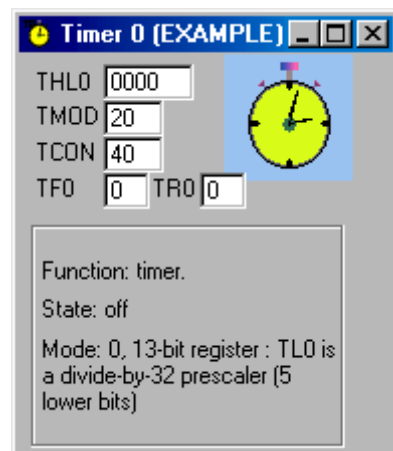 Timer 0 (EXAMPLE)
THL0 0000
TMOD 20
TCON 40
TF0 0 TR0 0
Function: timer.
State: off
Mode: 0, 13-bit register : TL0 is
a divide-by-32 prescaler (5
lower bits)